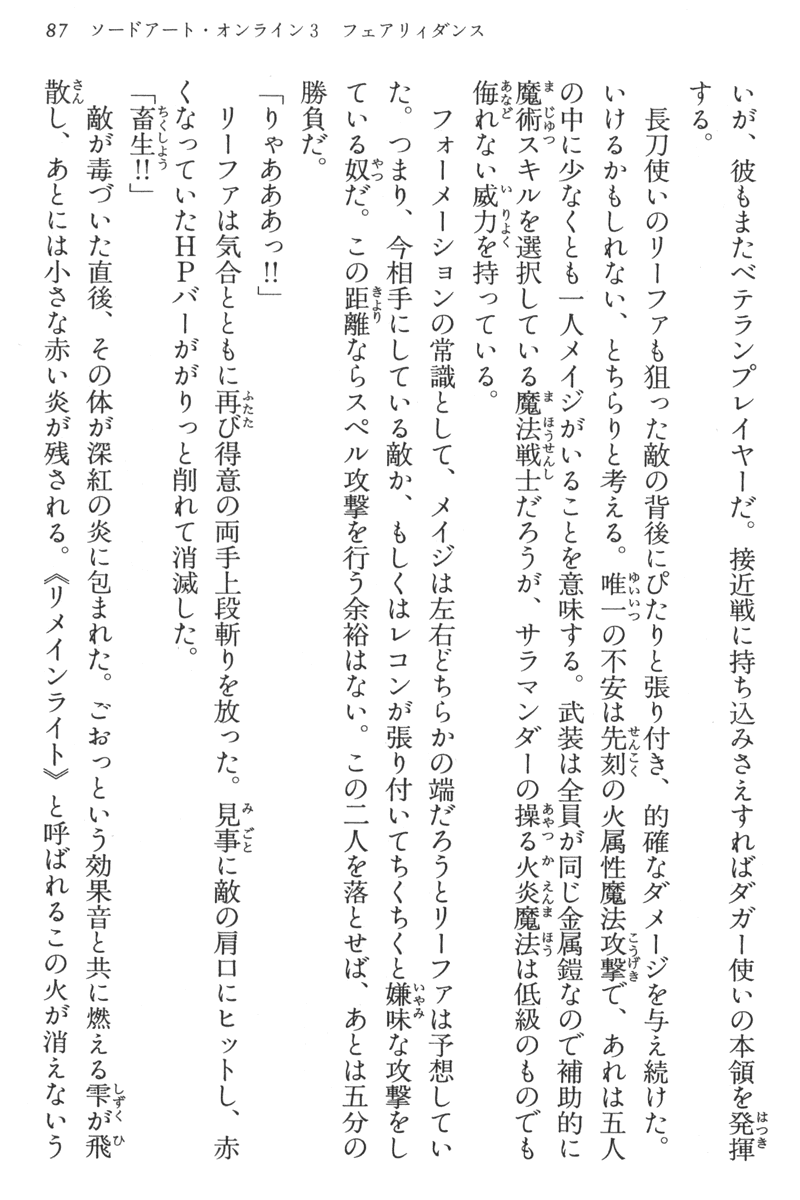 87 ソードアート・オンライン3 フェアリィダンス
いが、彼もまたベテランプレイヤーだ。接近戦に持ち込みさえすればダガー使いの本領を発揮
する。
長刀使いのリーファも狙った敵の背後にぴたりと張り付き、的確なダメージを与え続けた。
いけるかもしれない、とちらりと考える。唯一の不安は先刻の火属性魔法攻撃で、あれは五人
の中に少なくとも一人メイジがいることを意味する。武装は全員が同じ金属鎧なので補助的に
魔術スキルを選択している魔法戦士だろうが、サラマンダーの操る火炎魔法は低級のものでも
侮れない威力を持っている。
フォーメーションの常識として、メイジは左右どちらかの端だろうとリーファは予想してい
た。つまり、今相手にしている敵か、もしくはレコンが張り付いてちくちくと嫌味な攻撃をし
ている奴だ。この距離ならスペル攻撃を行う余裕はない。この二人を落とせば、あとは五分の
勝負だ。
「りゃあああっ!!」
リーファは気合とともに再び得意の両手上段斬りを放った。見事に敵の肩口にヒットし、赤
くなっていたHPバーががりっと削れて消滅した。
「畜生!!」
敵が毒づいた直後、その体が深紅の炎に包まれた。ごおっという効果音と共に燃える雫が飛
散し、あとには小さな赤い炎が残される。《リメインライト》と呼ばれるこの火が消えないう